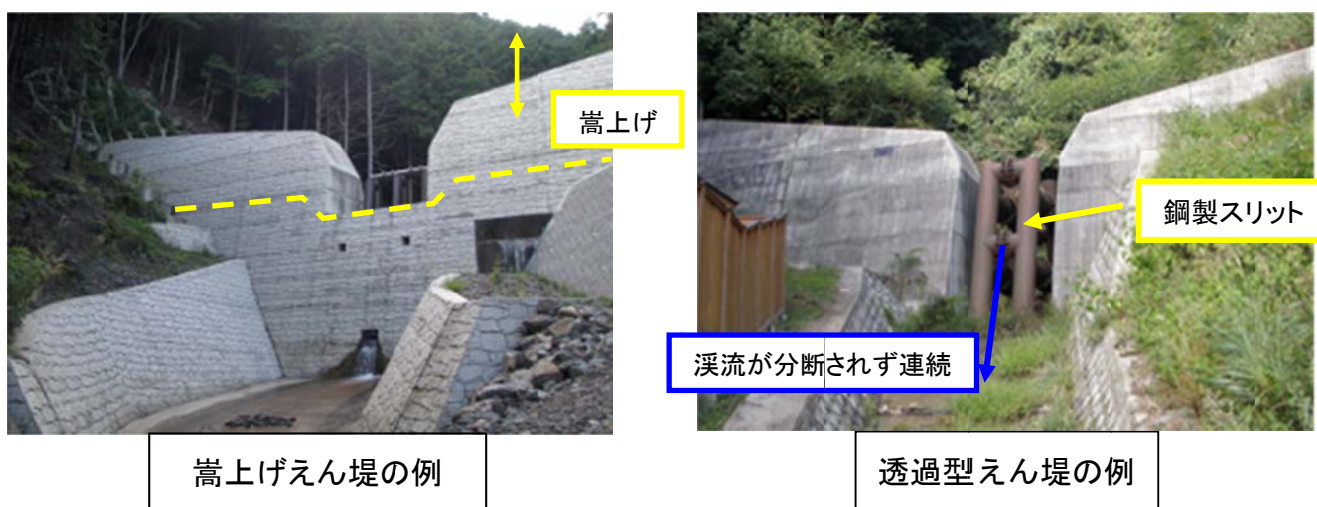 嵩上げ
鋼製スリット
渓流が分断されず連続
嵩上げえん堤の例
透過型えん堤の例